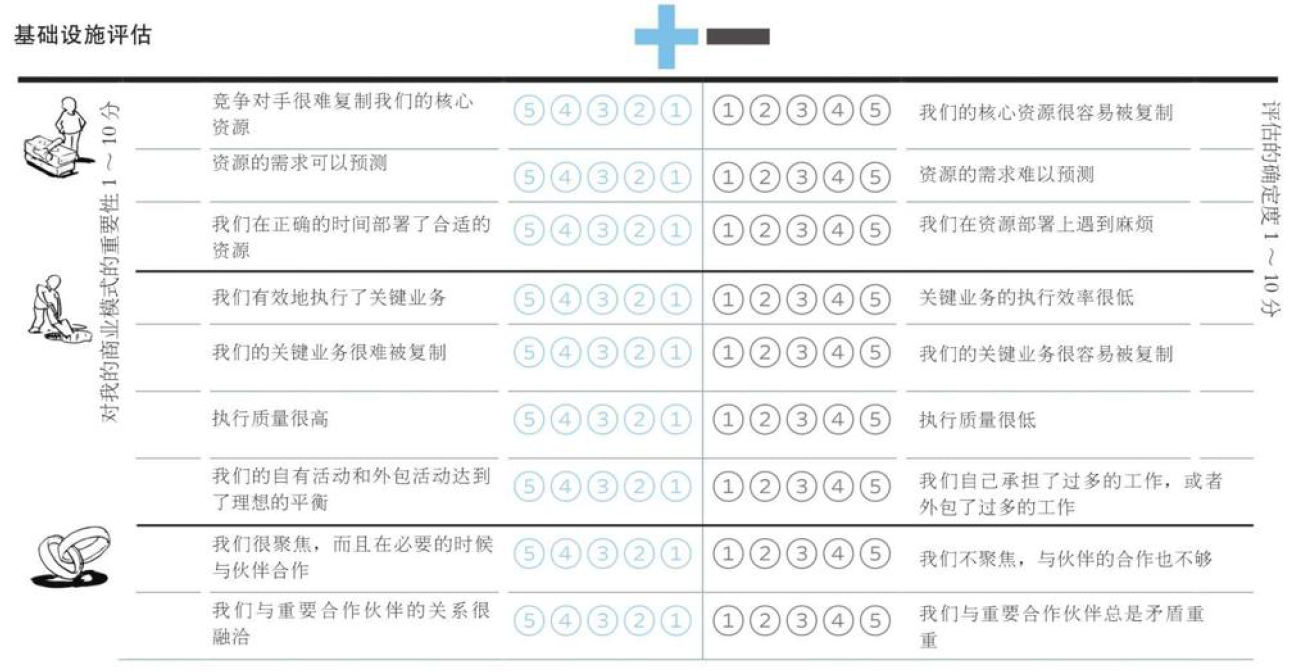 基础设施评估
对我的商业模式的重要性 1～10 分
评估的确定度 1～10 分
竞争对手很难复制我们的核心
资源
⑤④③②① ①②③④⑤
我们的核心资源很容易被复制
资源的需求可以预测
⑤④③②① ①②③④⑤
资源的需求难以预测
我们在正确的时间部署了合适的
资源
⑤④③②① ①②③④⑤
我们在资源部署上遇到麻烦
我们有效地执行了关键业务
⑤④③②① ①②③④⑤
关键业务的执行效率很低
我们的关键业务很难被复制
⑤④③②① ①②③④⑤
我们的关键业务很容易被复制
执行质量很高
⑤④③②① ①②③④⑤
执行质量很低
我们的自有活动和外包活动达到
了理想的平衡
⑤④③②① ①②③④⑤
我们自己承担了过多的工作，或者
外包了过多的工作
我们很聚焦，而且在必要的时候
与伙伴合作
⑤④③②① ①②③④⑤
我们不聚焦，与伙伴的合作也不够
我们与重要合作伙伴的关系很
融洽
⑤④③②① ①②③④⑤
我们与重要合作伙伴总是矛盾重
重